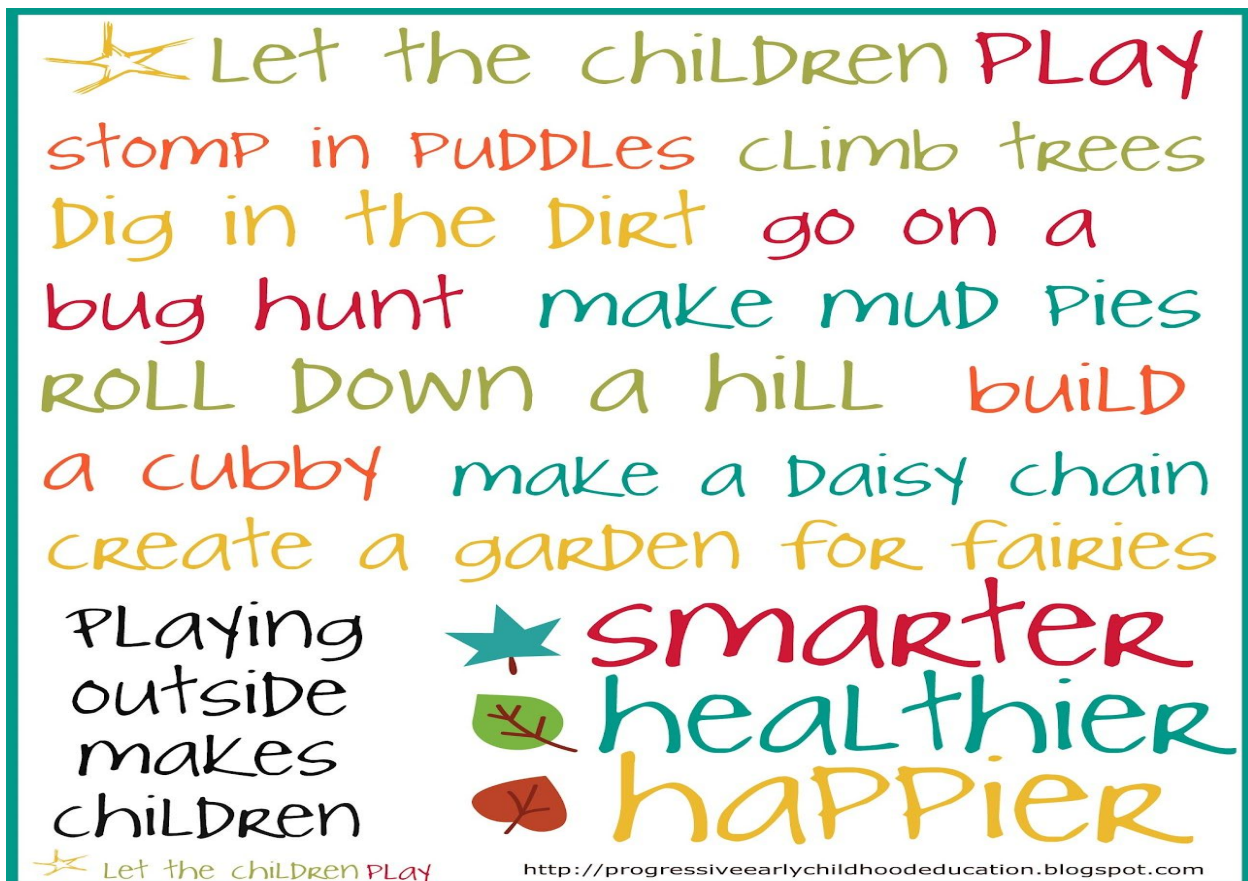 Let the children PLay
stomp in PuDDLes cLimb trees
Dig in the Dirt go on a
bug hunt make muD Pies
RoLL Down a hiLL buiLD
a cubby make a Daisy chain
create a garDen for fairies
PLaying
outsiDe
makes
chiLDren
smarter
heaLthier
haPPier
Let the chiLDren PLay
http://progressiveearlychildhoodeducation.blogspot.com